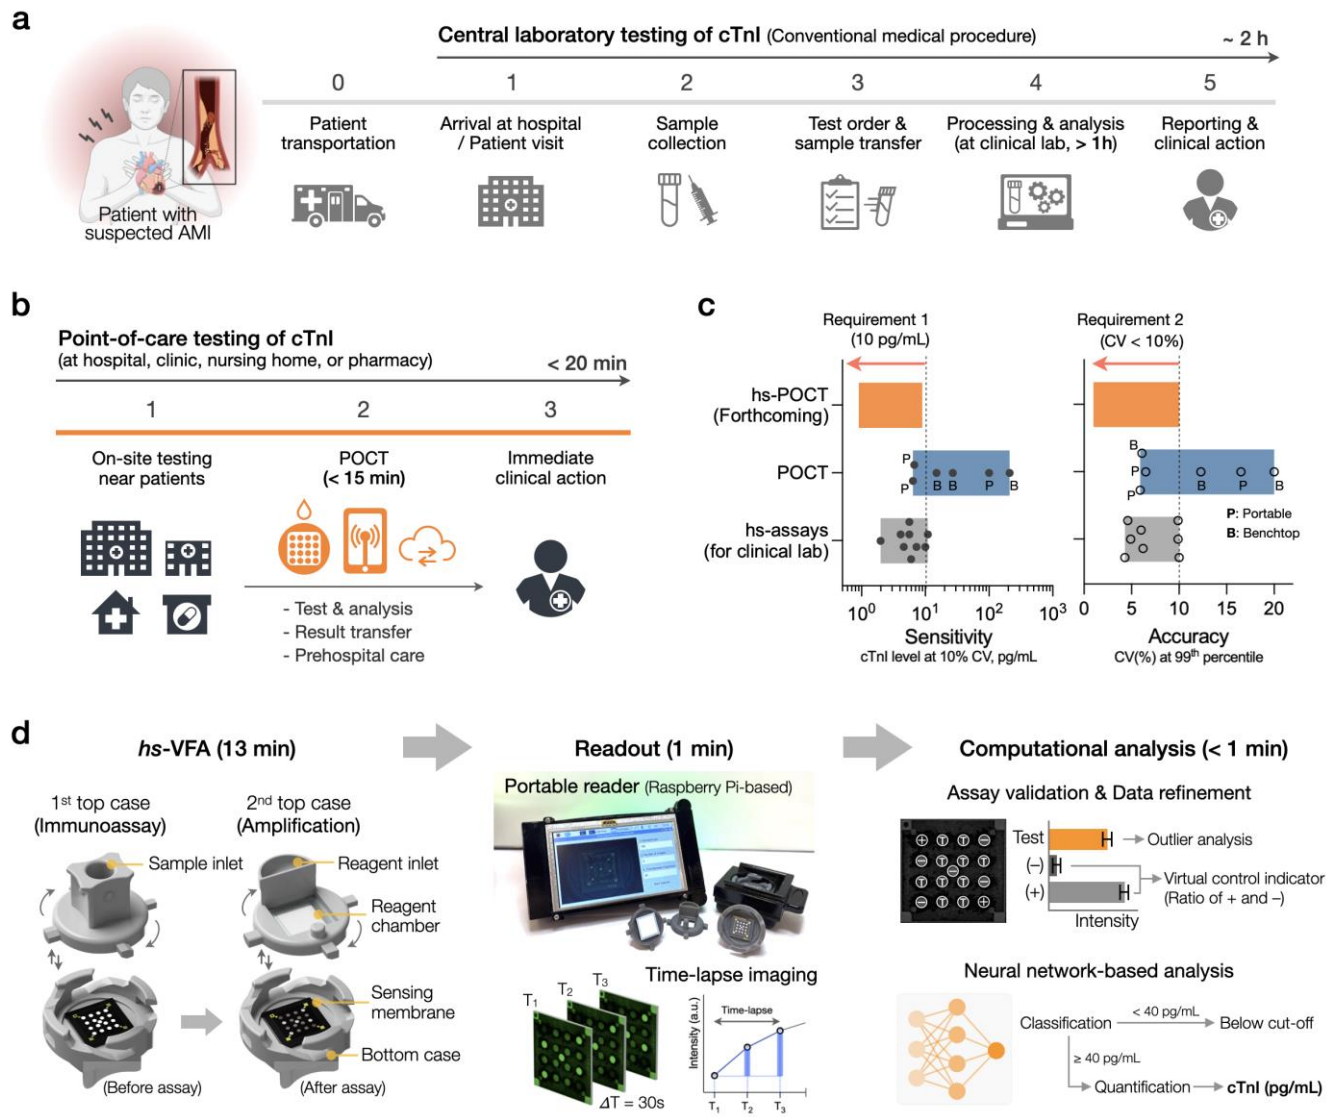 a
Central laboratory testing of cTnI (Conventional medical procedure)
~ 2 h
0
1
2
3
4
5
Patient
transportation
Arrival at hospital
/ Patient visit
Sample
collection
Test order &
sample transfer
Processing & analysis
(at clinical lab, > 1h)
Reporting &
clinical action
Patient with
suspected AMI
b
Point-of-care testing of cTnI
(at hospital, clinic, nursing home, or pharmacy)
< 20 min
1
2
3
On-site testing
near patients
POCT
(< 15 min)
Immediate
clinical action
- Test & analysis
- Result transfer
- Prehospital care
c
Requirement 1
(10 pg/mL)
Requirement 2
(CV < 10%)
hs-POCT
(Forthcoming)
POCT
hs-assays
(for clinical lab)
P
P
B
B
P
B
B
P
P
B
P
B
P: Portable
B: Benchtop
10⁰
10¹
10²
10³
Sensitivity
cTnI level at 10% CV, pg/mL
0
5
10
15
20
Accuracy
CV(%) at 99th percentile
d
hs-VFA (13 min)
Readout (1 min)
Computational analysis (< 1 min)
1st top case
(Immunoassay)
2nd top case
(Amplification)
Sample inlet
Reagent inlet
Reagent
chamber
Sensing
membrane
Bottom case
(Before assay)
(After assay)
Portable reader (Raspberry Pi-based)
Time-lapse imaging
T₁
T₂
T₃
ΔT = 30s
Intensity (a.u.)
Time-lapse
T₁
T₂
T₃
Assay validation & Data refinement
+ T T −
− T T T
−
T T T −
− T T +
Test
(−)
(+)
Intensity
Outlier analysis
Virtual control indicator
(Ratio of + and −)
Neural network-based analysis
Classification
< 40 pg/mL
Below cut-off
≥ 40 pg/mL
Quantification
cTnI (pg/mL)